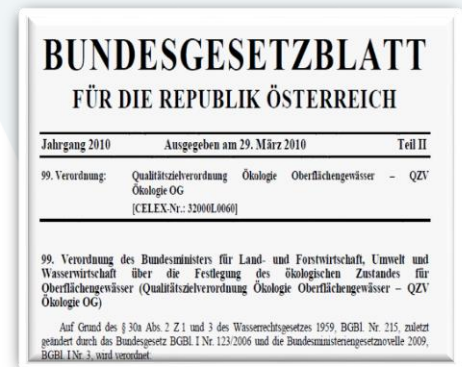 BUNDESGESETZBLATT
FÜR DIE REPUBLIK ÖSTERREICH
Jahrgang 2010 Ausgegeben am 29. März 2010 Teil II
99. Verordnung: Qualitätszielverordnung Ökologie Oberflächengewässer – QZV
Ökologie OG
[CELEX-Nr.: 32000L0060]
99. Verordnung des Bundesministers für Land- und Forstwirtschaft, Umwelt und
Wasserwirtschaft über die Festlegung des ökologischen Zustandes für
Oberflächengewässer (Qualitätszielverordnung Ökologie Oberflächengewässer – QZV
Ökologie OG)
Auf Grund des § 30a Abs. 2 Z 1 und 3 des Wasserrechtsgesetzes 1959, BGBl. Nr. 215, zuletzt
geändert durch das Bundesgesetz BGBl. I Nr. 123/2006 und die Bundesministeriengesetznovelle 2009,
BGBl. I Nr. 3, wird verordnet: